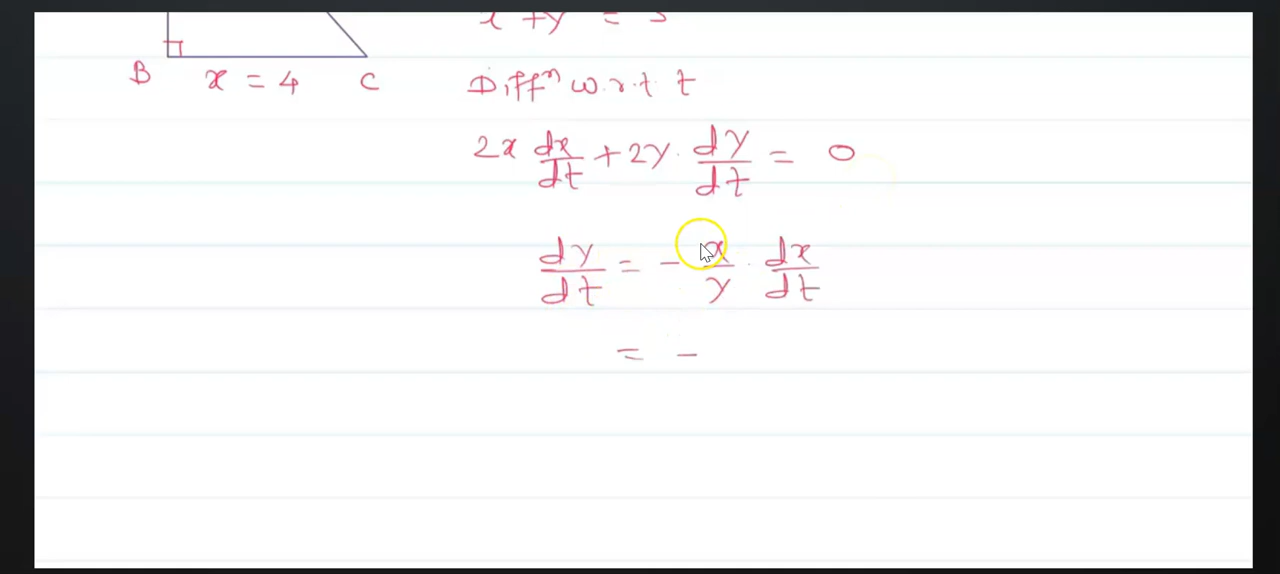 B x = 4 C
Diffⁿ w.r.t t
2x dx/dt + 2y · dy/dt = 0
dy/dt = - x/y · dx/dt
= -